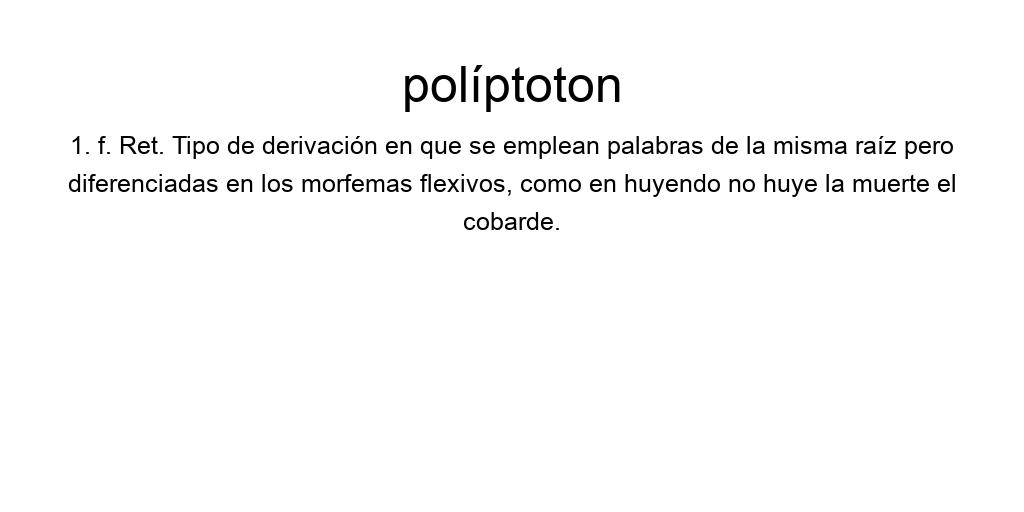 políptoton
1. f. Ret. Tipo de derivación en que se emplean palabras de la misma raíz pero
diferenciadas en los morfemas flexivos, como en huyendo no huye la muerte el
cobarde.